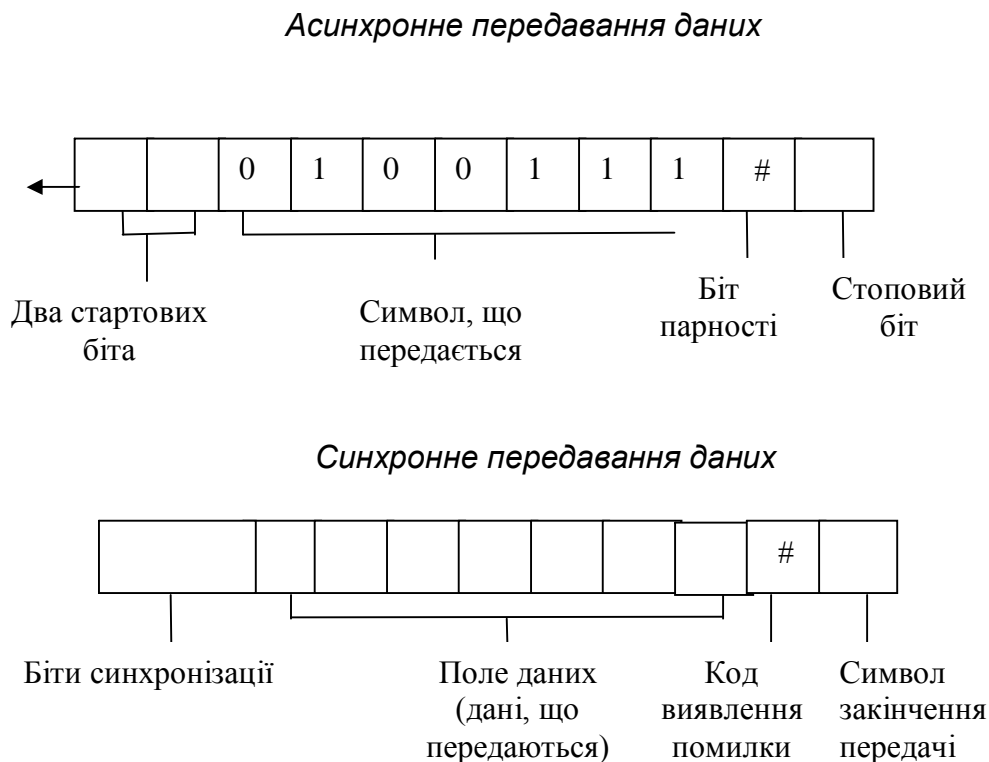 Асинхронне передавання даних
0 1 0 0 1 1 1 #
Два стартових
біта
Символ, що
передається
Біт
парності
Стоповий
біт
Синхронне передавання даних
#
Біти синхронізації
Поле даних
(дані, що
передаються)
Код
виявлення
помилки
Символ
закінчення
передачі